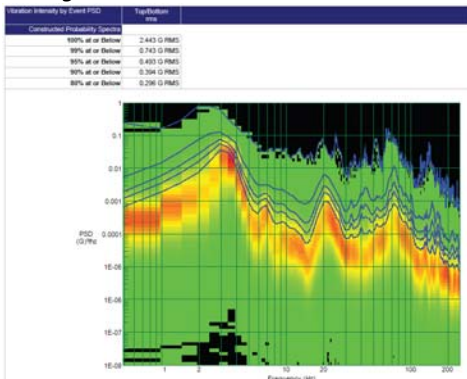 Vibration Intensity by Event PSD Top/Bottom
rms
Constructed Probability Spectra
100% at or Below 2.443 G RMS
99% at or Below 0.743 G RMS
95% at or Below 0.493 G RMS
90% at or Below 0.394 G RMS
80% at or Below 0.296 G RMS
1
0.1
0.01
0.001
PSD
(G²/Hz)
0.0001
1E-05
1E-06
1E-07
1E-08
1 2 10 20 100 200
Frequency (Hz)